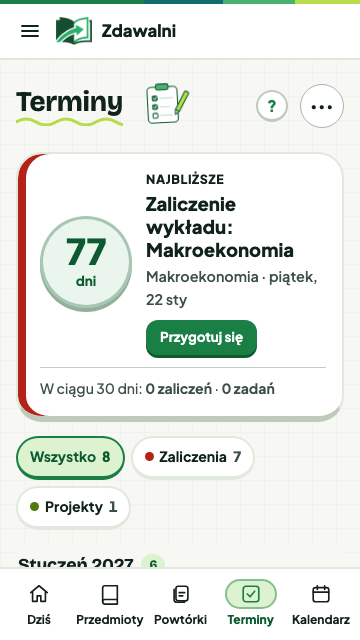 Zdawalni
Terminy
?
NAJBLIŻSZE
Zaliczenie
wykładu:
Makroekonomia
77
dni
Makroekonomia · piątek,
22 sty
Przygotuj się
W ciągu 30 dni: 0 zaliczeń · 0 zadań
Wszystko 8
Zaliczenia 7
Projekty 1
Styczeń 2027 6
Dziś
Przedmioty
Powtórki
Terminy
Kalendarz